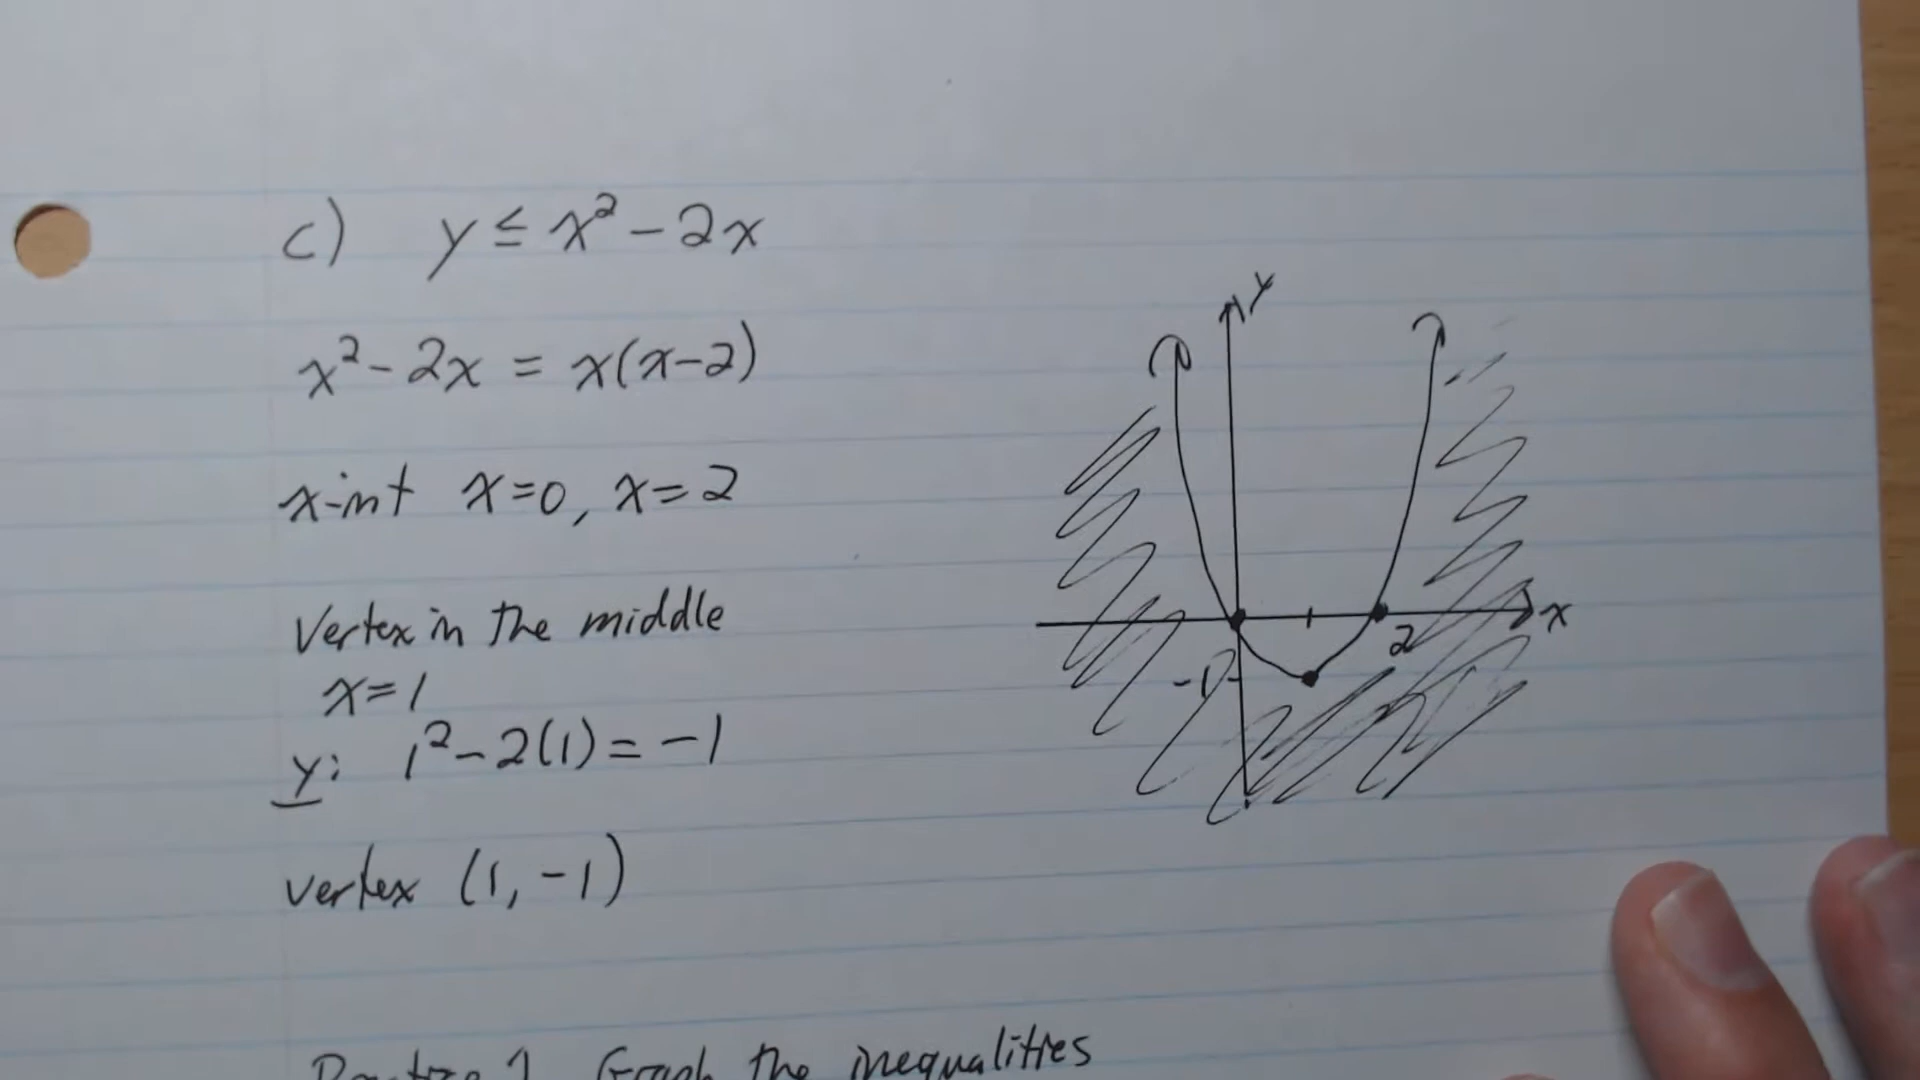 c) y ≤ x² - 2x
x² - 2x = x(x-2)
x-int x=0, x=2
Vertex in the middle
x=1
y: 1² - 2(1) = -1
vertex (1, -1)
y
x
2
-1
Graph the inequalities